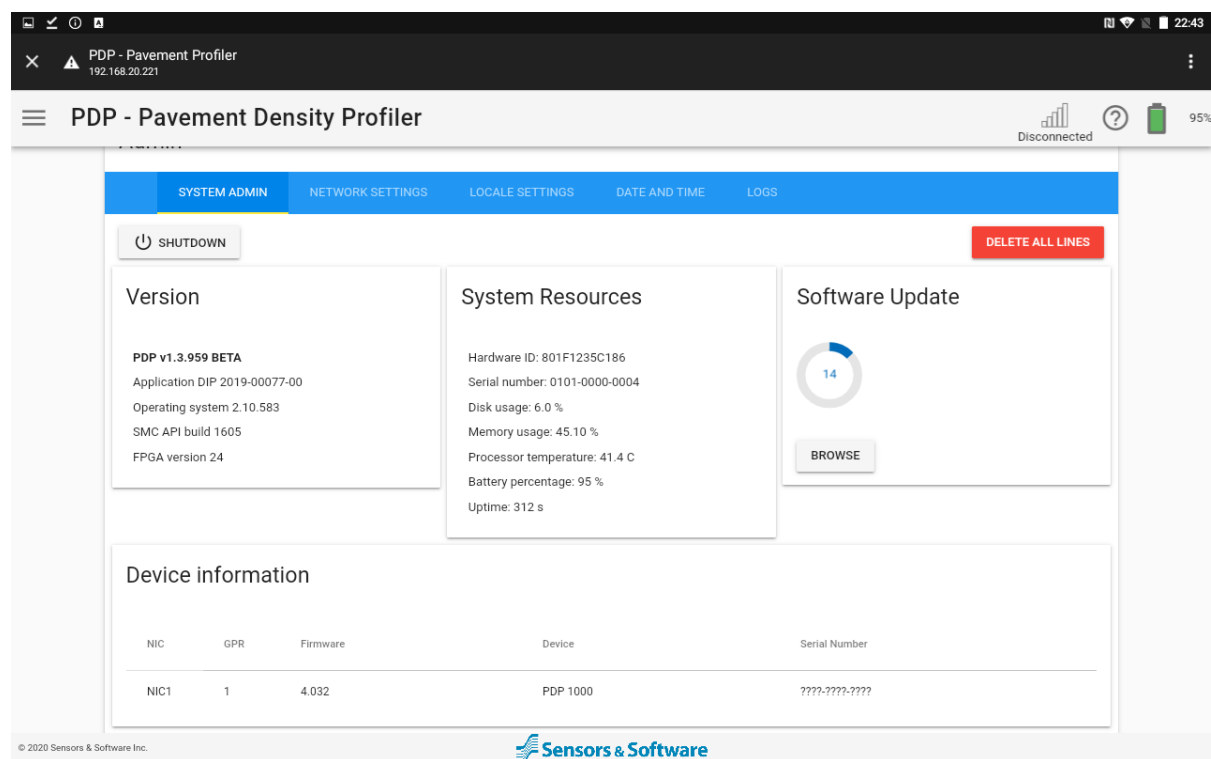 22:43
PDP - Pavement Profiler
192.168.20.221
PDP - Pavement Density Profiler
Disconnected
95%
SYSTEM ADMIN NETWORK SETTINGS LOCALE SETTINGS DATE AND TIME LOGS
SHUTDOWN
DELETE ALL LINES
Version
PDP v1.3.959 BETA
Application DIP 2019-00077-00
Operating system 2.10.583
SMC API build 1605
FPGA version 24
System Resources
Hardware ID: 801F1235C186
Serial number: 0101-0000-0004
Disk usage: 6.0 %
Memory usage: 45.10 %
Processor temperature: 41.4 C
Battery percentage: 95 %
Uptime: 312 s
Software Update
14
BROWSE
Device information
NIC GPR Firmware Device Serial Number
NIC1 1 4.032 PDP 1000 ????-????-????
© 2020 Sensors & Software Inc.
Sensors & Software